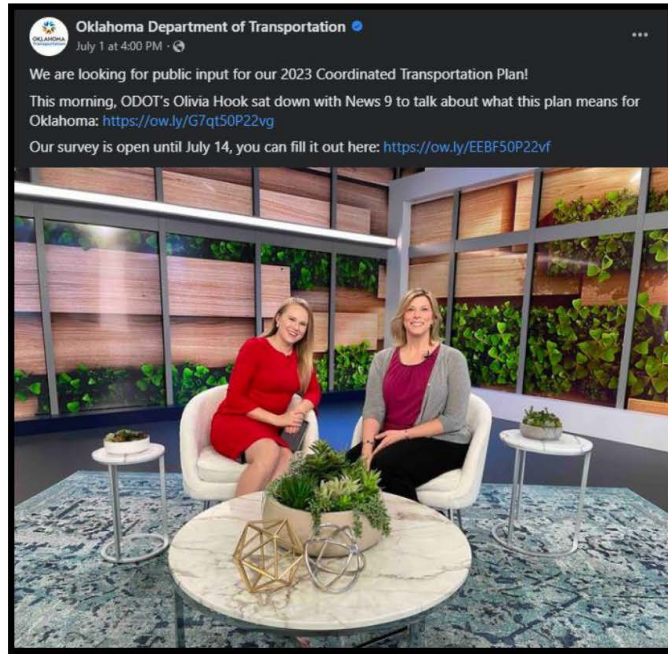 Oklahoma Department of Transportation
OKLAHOMA
Transportation
July 1 at 4:00 PM ·
We are looking for public input for our 2023 Coordinated Transportation Plan!
This morning, ODOT's Olivia Hook sat down with News 9 to talk about what this plan means for
Oklahoma: https://ow.ly/G7qt50P22vg
Our survey is open until July 14, you can fill it out here: https://ow.ly/EEBF50P22vf